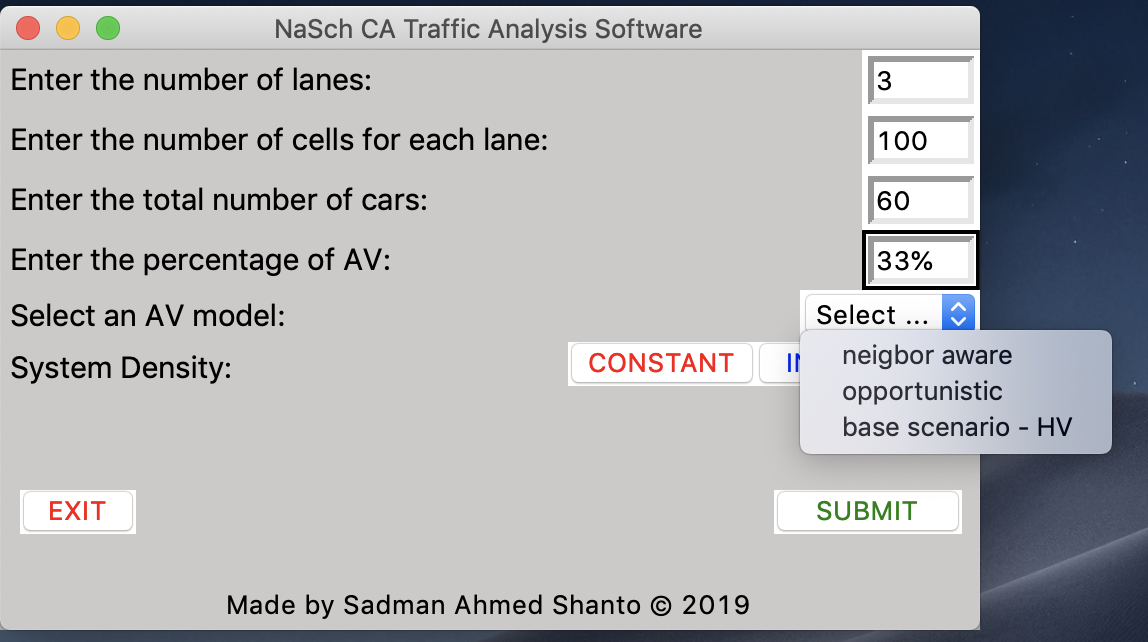 NaSch CA Traffic Analysis Software
Enter the number of lanes: 3
Enter the number of cells for each lane: 100
Enter the total number of cars: 60
Enter the percentage of AV: 33%
Select an AV model: Select ...
neigbor aware
opportunistic
base scenario - HV
System Density: CONSTANT
EXIT SUBMIT
Made by Sadman Ahmed Shanto © 2019